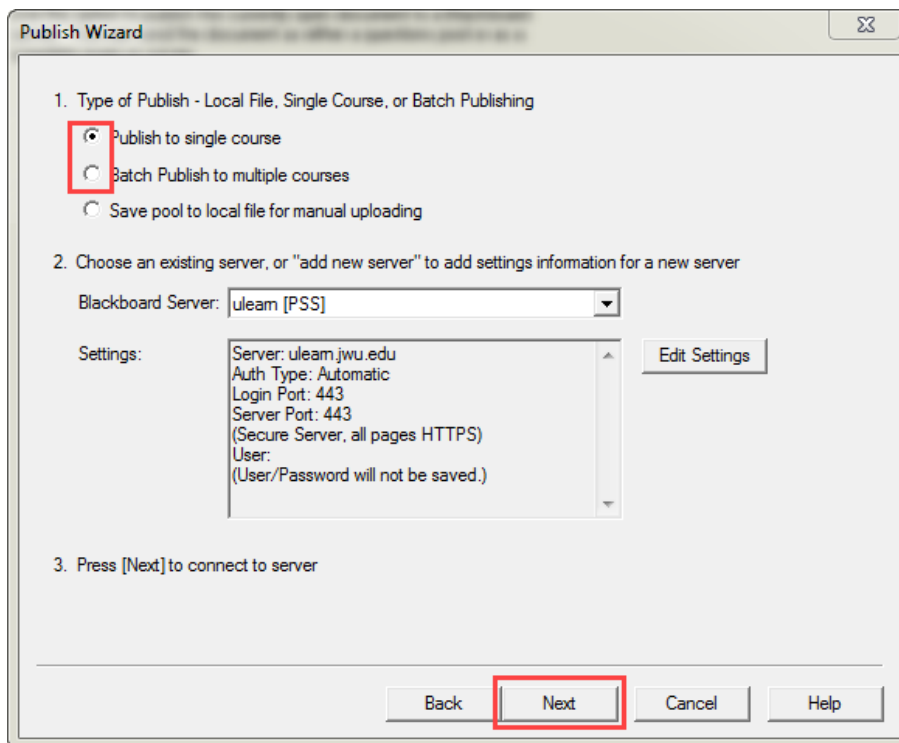 Publish Wizard
1. Type of Publish - Local File, Single Course, or Batch Publishing
Publish to single course
Batch Publish to multiple courses
Save pool to local file for manual uploading
2. Choose an existing server, or "add new server" to add settings information for a new server
Blackboard Server: ulearn [PSS]
Settings:
Server: ulearn.jwu.edu
Edit Settings
Auth Type: Automatic
Login Port: 443
Server Port: 443
(Secure Server, all pages HTTPS)
User:
(User/Password will not be saved.)
3. Press [Next] to connect to server
Back Next Cancel Help